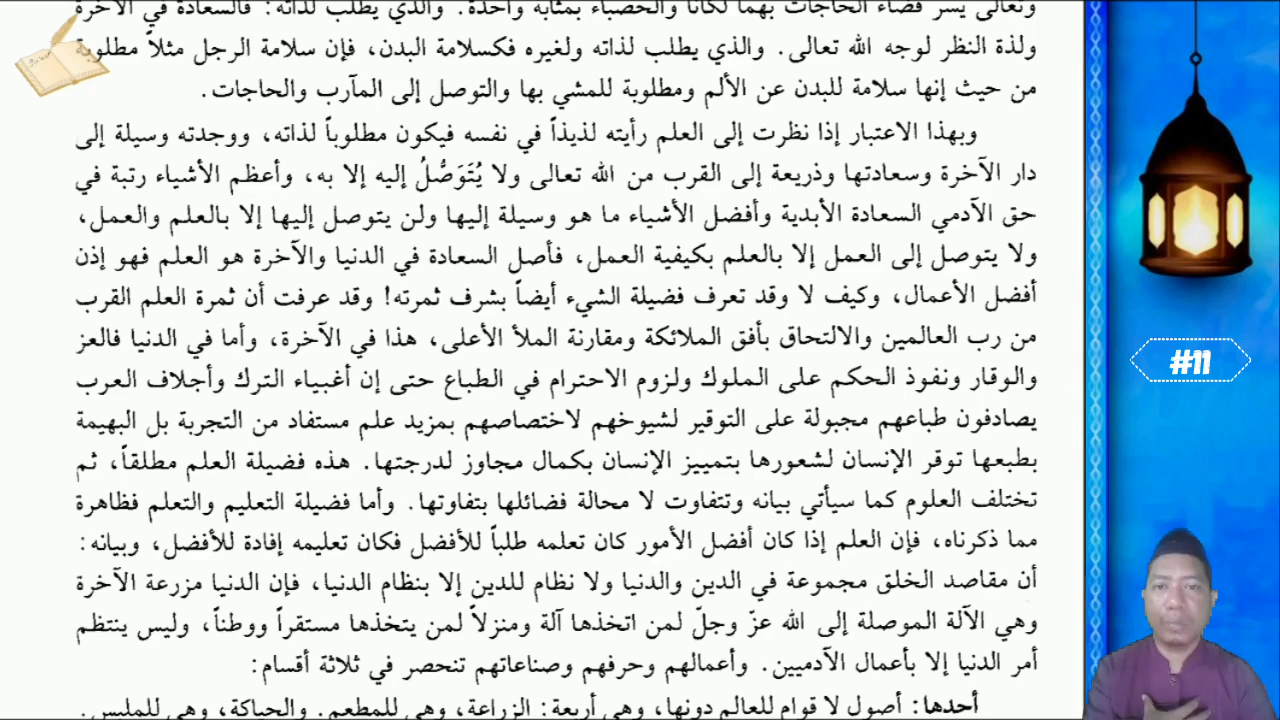 وتعالى يسر قضاء الحاجات بهما لكانا والحصباء بمثابة واحدة. والذي يطلب لذاته: فالسعادة في الآخرة
ولذة النظر لوجه الله تعالى. والذي يطلب لذاته ولغيره فكسلامة البدن، فإن سلامة الرجل مثلاً مطلوبة
من حيث إنها سلامة للبدن عن الألم ومطلوبة للمشي بها والتوصل إلى المآرب والحاجات.
وبهذا الاعتبار إذا نظرت إلى العلم رأيته لذيذاً في نفسه فيكون مطلوباً لذاته، ووجدته وسيلة إلى
دار الآخرة وسعادتها وذريعة إلى القرب من الله تعالى ولا يُتَوَصَّلُ إليه إلا به، وأعظم الأشياء رتبة في
حق الآدمي السعادة الأبدية وأفضل الأشياء ما هو وسيلة إليها ولن يتوصل إليها إلا بالعلم والعمل،
ولا يتوصل إلى العمل إلا بالعلم بكيفية العمل، فأصل السعادة في الدنيا والآخرة هو العلم فهو إذن
أفضل الأعمال، وكيف لا وقد تعرف فضيلة الشيء أيضاً بشرف ثمرته! وقد عرفت أن ثمرة العلم القرب
من رب العالمين والالتحاق بأفق الملائكة ومقارنة الملأ الأعلى، هذا في الآخرة، وأما في الدنيا فالعز
والوقار ونفوذ الحكم على الملوك ولزوم الاحترام في الطباع حتى إن أغبياء الترك وأجلاف العرب
يصادفون طباعهم مجبولة على التوقير لشيوخهم لاختصاصهم بمزيد علم مستفاد من التجربة بل البهيمة
بطبعها توقر الإنسان لشعورها بتمييز الإنسان بكمال مجاوز لدرجتها. هذه فضيلة العلم مطلقاً، ثم
تختلف العلوم كما سيأتي بيانه وتتفاوت لا محالة فضائلها بتفاوتها. وأما فضيلة التعليم والتعلم فظاهرة
مما ذكرناه، فإن العلم إذا كان أفضل الأمور كان تعلمه طلباً للأفضل فكان تعليمه إفادة للأفضل، وبيانه:
أن مقاصد الخلق مجموعة في الدين والدنيا ولا نظام للدين إلا بنظام الدنيا، فإن الدنيا مزرعة الآخرة
وهي الآلة الموصلة إلى الله عزّ وجلّ لمن اتخذها آلة ومنزلاً لمن يتخذها مستقراً ووطناً، وليس ينتظم
أمر الدنيا إلا بأعمال الآدميين. وأعمالهم وحرفهم وصناعاتهم تنحصر في ثلاثة أقسام:
أحدها: أصول لا قوام للعالم دونها، وهي أربعة: الزراعة، وهي للمطعم. والحياكة، وهي للملبس.
#11